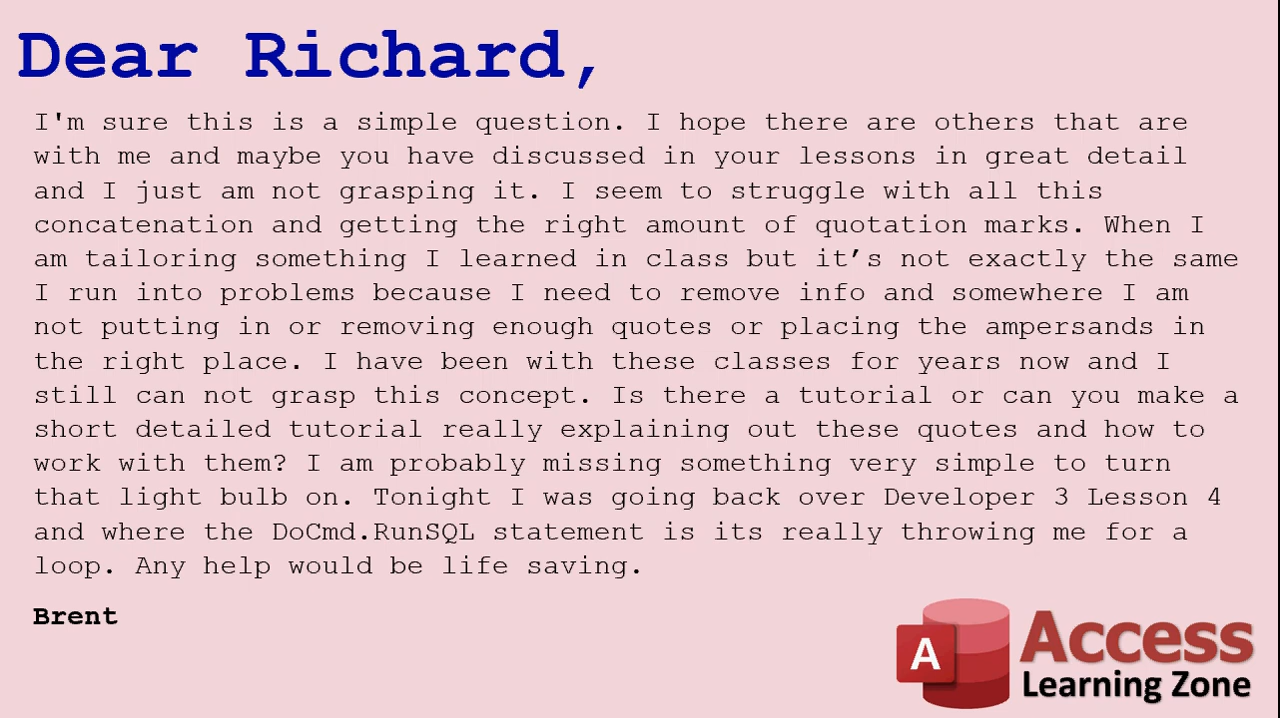 Dear Richard,
I'm sure this is a simple question. I hope there are others that are
with me and maybe you have discussed in your lessons in great detail
and I just am not grasping it. I seem to struggle with all this
concatenation and getting the right amount of quotation marks. When I
am tailoring something I learned in class but it’s not exactly the same
I run into problems because I need to remove info and somewhere I am
not putting in or removing enough quotes or placing the ampersands in
the right place. I have been with these classes for years now and I
still can not grasp this concept. Is there a tutorial or can you make a
short detailed tutorial really explaining out these quotes and how to
work with them? I am probably missing something very simple to turn
that light bulb on. Tonight I was going back over Developer 3 Lesson 4
and where the DoCmd.RunSQL statement is its really throwing me for a
loop. Any help would be life saving.
Brent
A
Access
Learning Zone